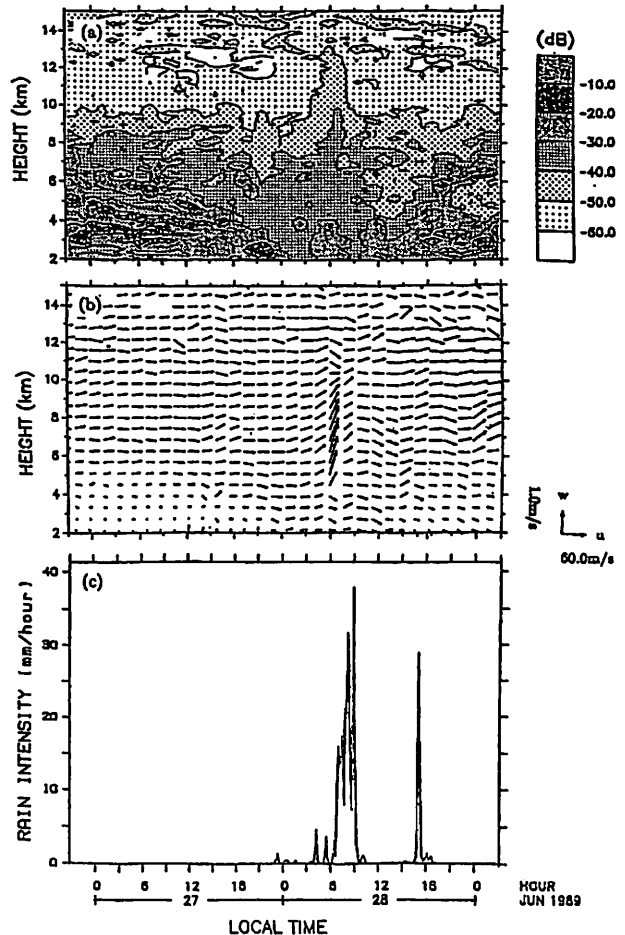 (a)
HEIGHT (km)
14
12
10
8
6
4
2
(dB)
-10.0
-20.0
-30.0
-40.0
-50.0
-60.0
(b)
HEIGHT (km)
14
12
10
8
6
4
2
1.0m/s
w
u
60.0m/s
(c)
RAIN INTENSITY (mm/hour)
40
30
20
10
0
0 6 12 18 0 6 12 18 0 HOUR
27 28 JUN 1989
LOCAL TIME